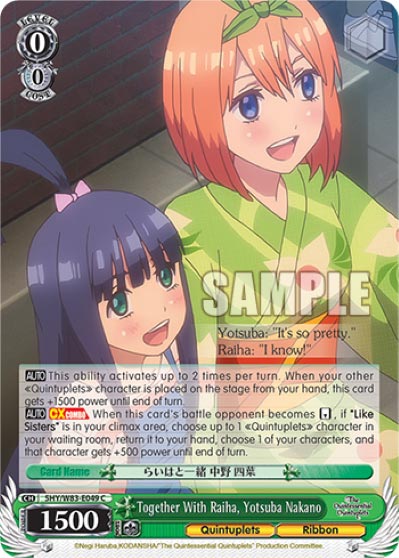 LEVEL
0
0
COST
SAMPLE
Yotsuba: "It's so pretty."
Raiha: "I know!"
AUTO This ability activates up to 2 times per turn. When your other
«Quintuplets» character is placed on the stage from your hand, this card
gets +1500 power until end of turn.
AUTO CX COMBO When this card's battle opponent becomes , if "Like
Sisters" is in your climax area, choose up to 1 «Quintuplets» character in
your waiting room, return it to your hand, choose 1 of your characters, and
that character gets +500 power until end of turn.
Card Name らいはと一緒 中野 四葉
CH 5HY/W83-E049 C
1500
Together With Raiha, Yotsuba Nakano
The Quintessential Quintuplets
Quintuplets Ribbon
©Negi Haruba,KODANSHA/"The Quintessential Quintuplets" Production Committee